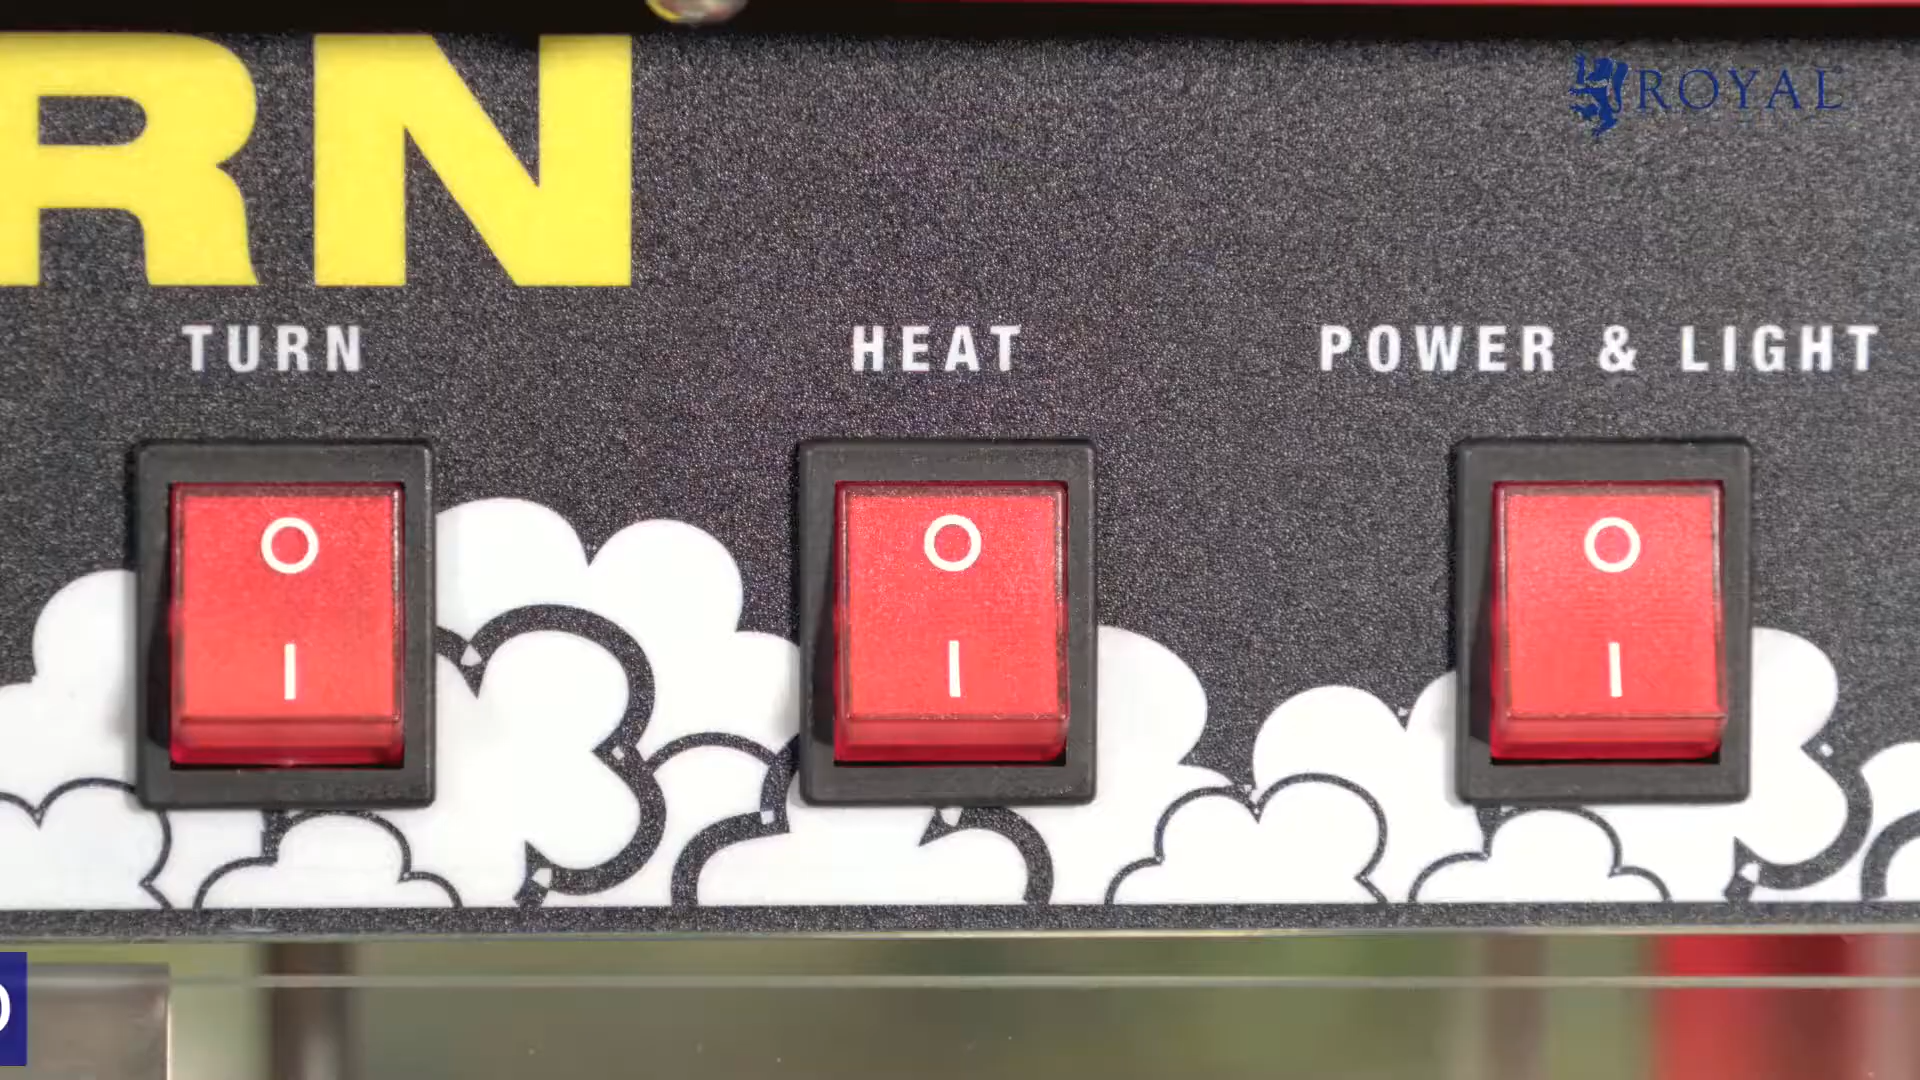 RN
ROYAL
TURN HEAT POWER & LIGHT
O O O
I I I